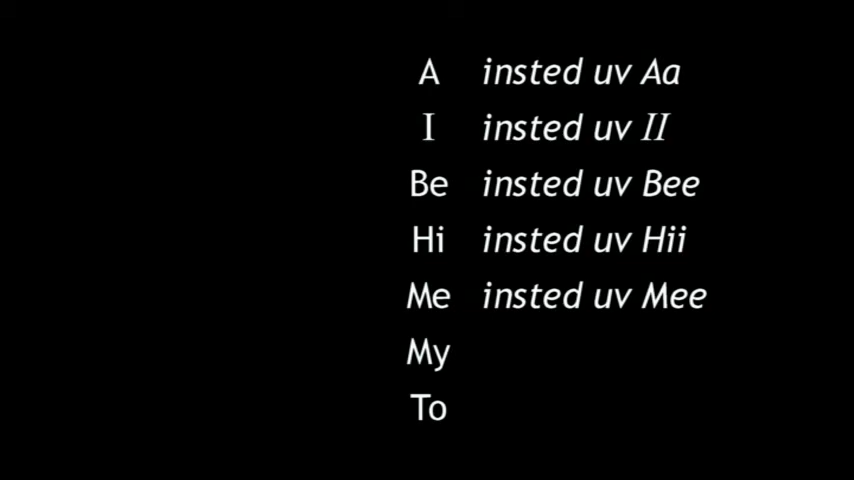 A insted uv Aa
I insted uv II
Be insted uv Bee
Hi insted uv Hii
Me insted uv Mee
My
To